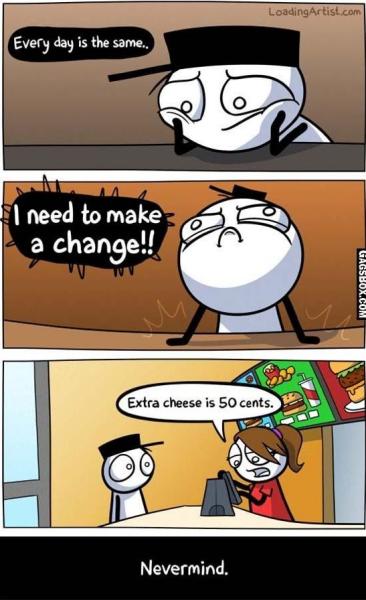 LoadingArtist.com
Every day is the same..
I need to make
a change!!
GAGSBOX.COM
Extra cheese is 50 cents.
Nevermind.